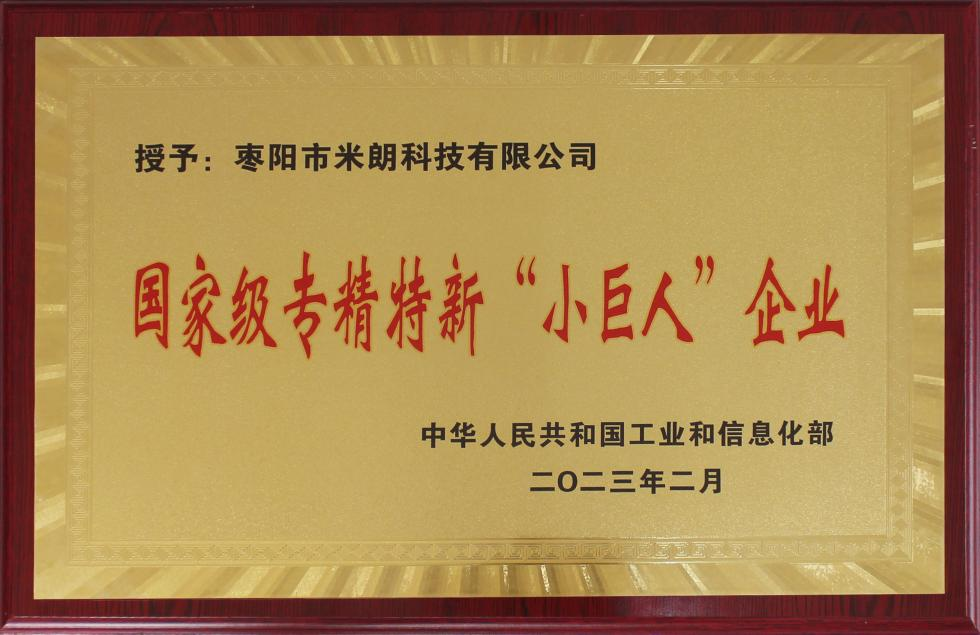 授予：枣阳市米朗科技有限公司
国家级专精特新“小巨人”企业
中华人民共和国工业和信息化部
二〇二三年二月